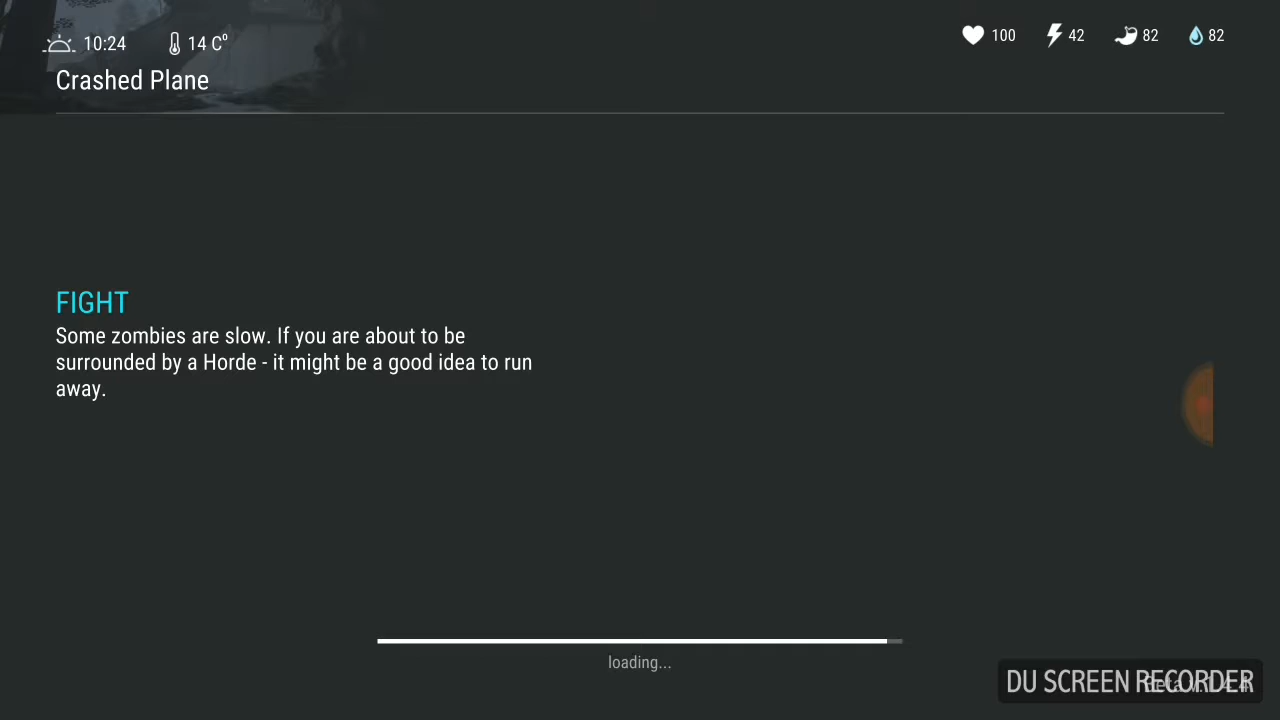 10:24 14 Cº 100 42 82 82
Crashed Plane
FIGHT
Some zombies are slow. If you are about to be
surrounded by a Horde - it might be a good idea to run
away.
loading...
DU SCREEN RECORDER